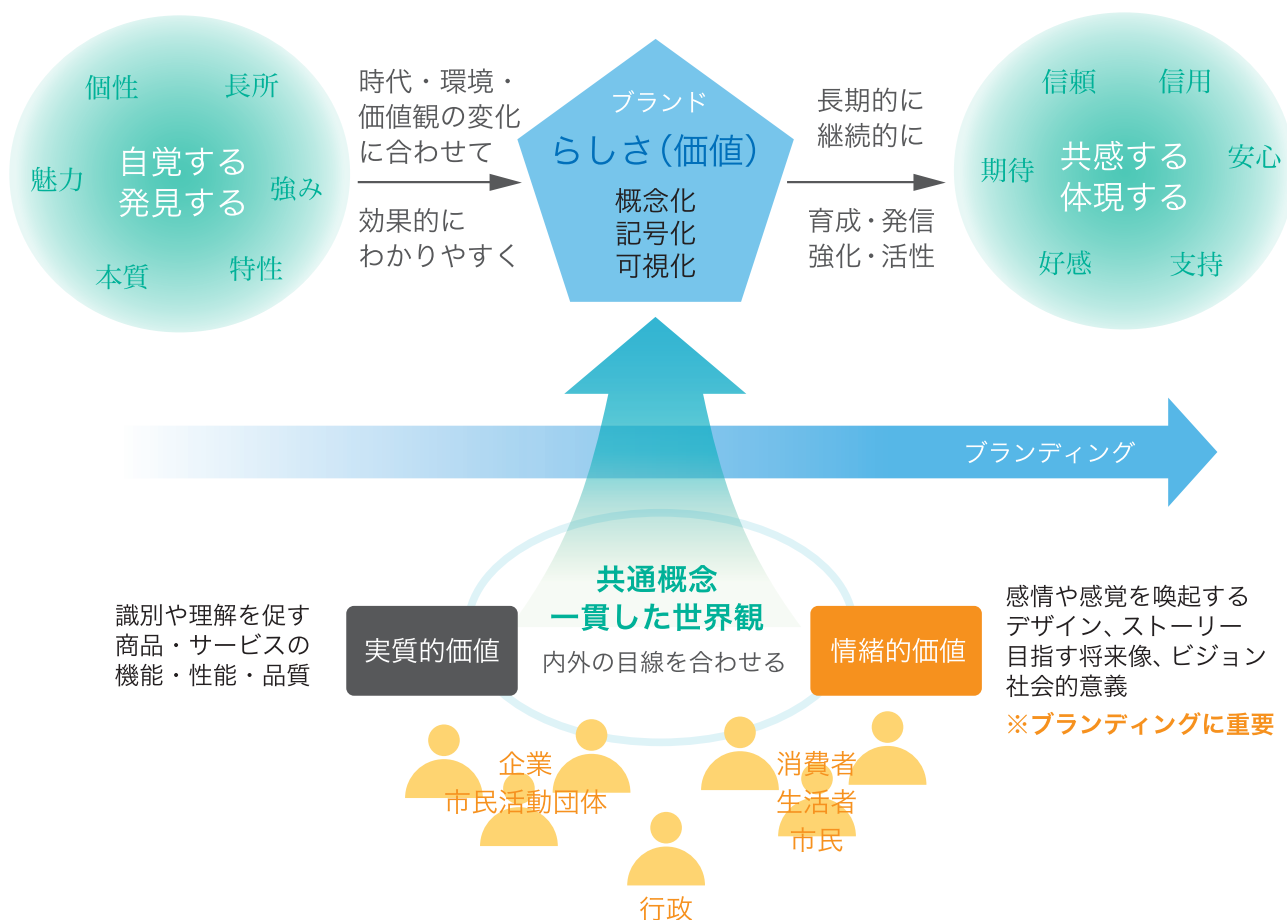 個性
長所
魅力
自覚する
発見する
強み
本質
特性
時代・環境・
価値観の変化
に合わせて
効果的に
わかりやすく
ブランド
らしさ(価値)
概念化
記号化
可視化
長期的に
継続的に
育成・発信
強化・活性
信頼
信用
期待
共感する
体現する
安心
好感
支持
ブランディング
共通概念
一貫した世界観
内外の目線を合わせる
識別や理解を促す
商品・サービスの
機能・性能・品質
実質的価値
情緒的価値
感情や感覚を喚起する
デザイン、ストーリー
目指す将来像、ビジョン
社会的意義
※ブランディングに重要
企業
市民活動団体
消費者
生活者
市民
行政